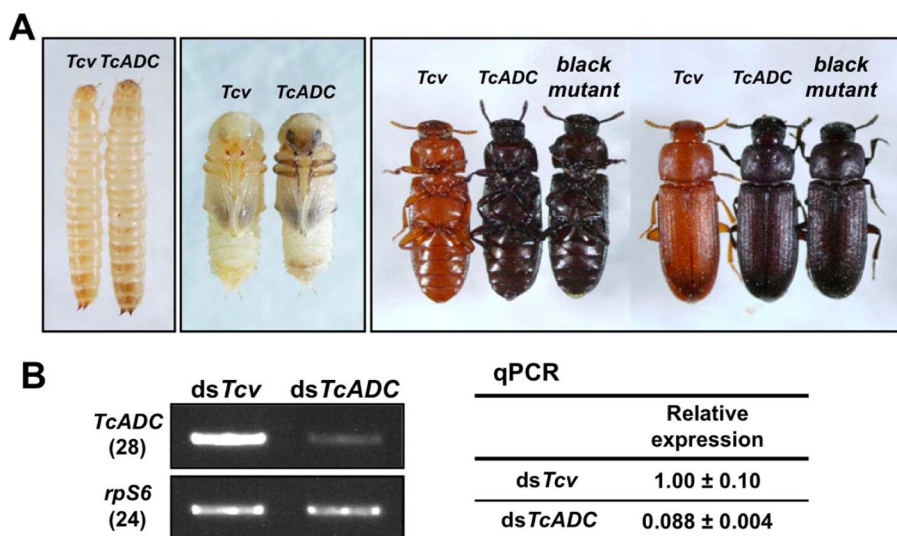 A
Tcv TcADC
Tcv TcADC
Tcv TcADC black mutant
Tcv TcADC black mutant
B
dsTcv dsTcADC
TcADC
(28)
rpS6
(24)
qPCR
Relative
expression
dsTcv 1.00 ± 0.10
dsTcADC 0.088 ± 0.004